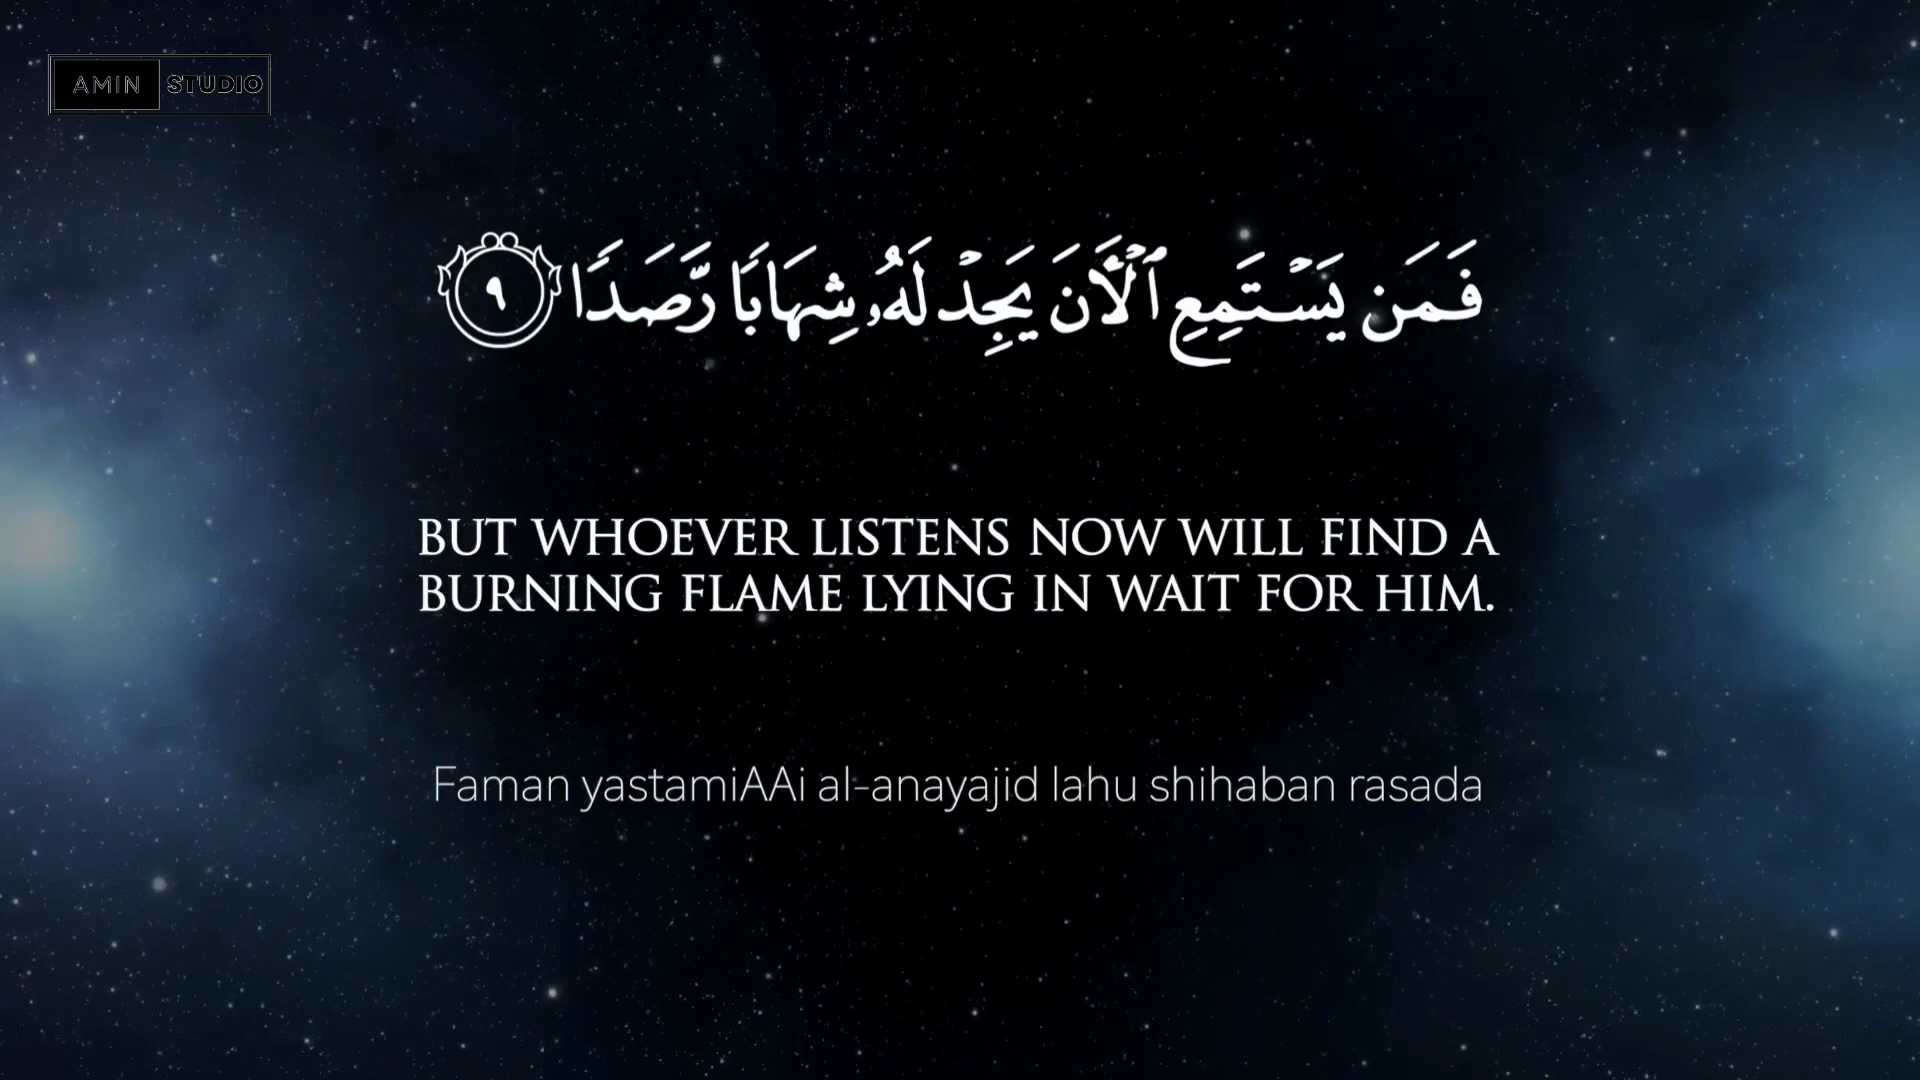 AMIN STUDIO
فَمَن يَسْتَمِعِ ٱلْآنَ يَجِدْ لَهُۥ شِهَابًا رَّصَدًا ٩
BUT WHOEVER LISTENS NOW WILL FIND A
BURNING FLAME LYING IN WAIT FOR HIM.
Faman yastamiAAi al-anayajid lahu shihaban rasada